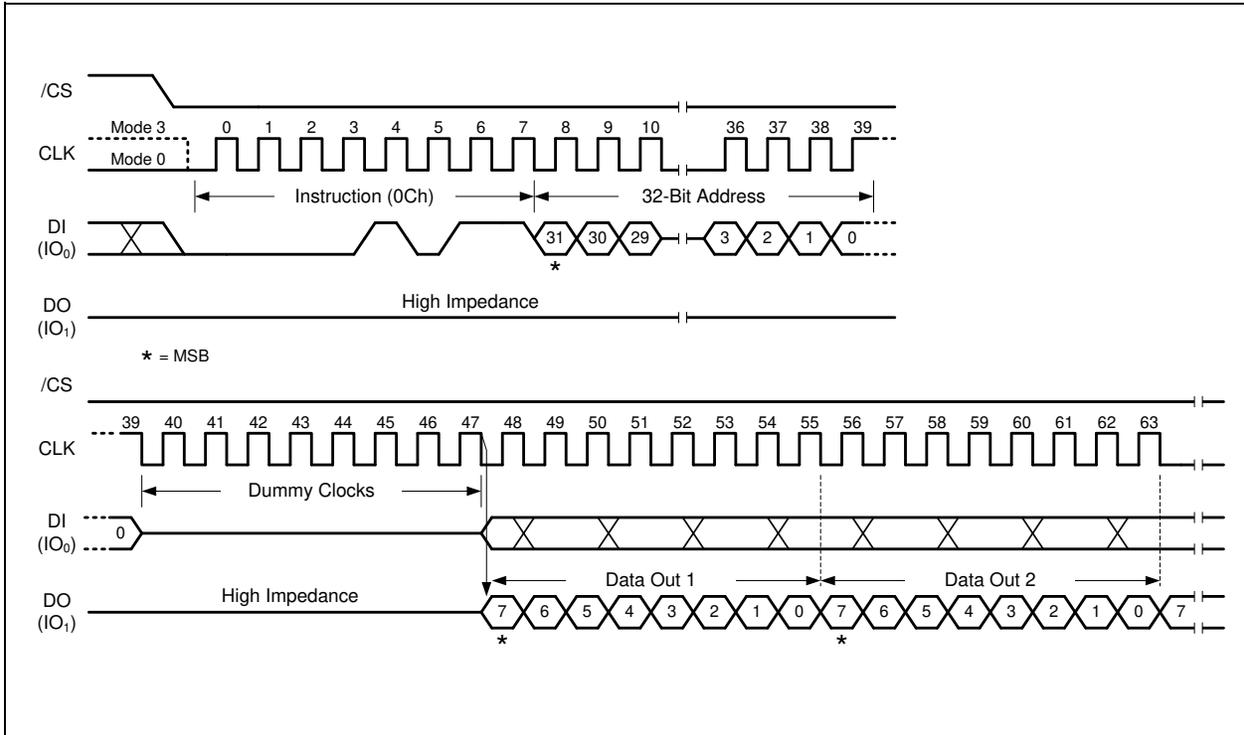 /CS
Mode 3 0 1 2 3 4 5 6 7 8 9 10 36 37 38 39
CLK
Mode 0
Instruction (0Ch) 32-Bit Address
DI
(IO₀)
31 30 29 3 2 1 0
*
High Impedance
DO
(IO₁)
* = MSB
/CS
39 40 41 42 43 44 45 46 47 48 49 50 51 52 53 54 55 56 57 58 59 60 61 62 63
CLK
Dummy Clocks
DI
(IO₀)
0
Data Out 1 Data Out 2
High Impedance
DO
(IO₁)
7 6 5 4 3 2 1 0 7 6 5 4 3 2 1 0 7
* *